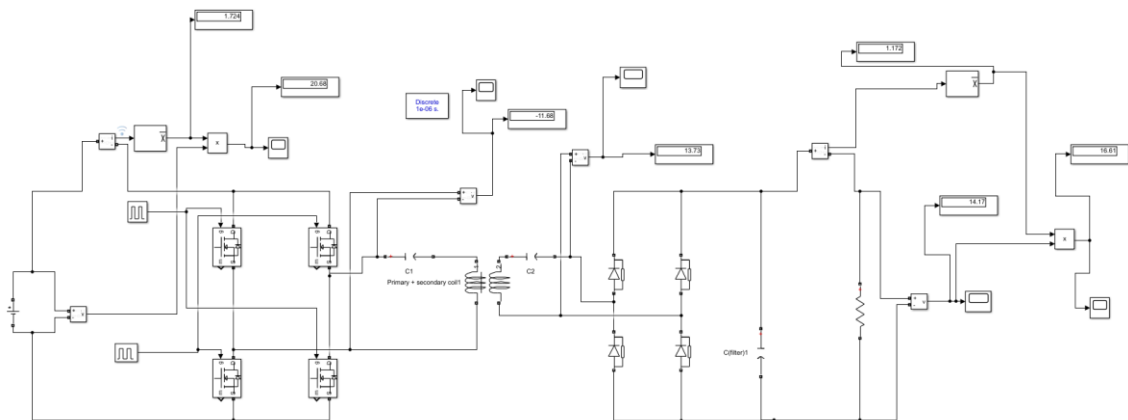 1.724
20.68
Discrete
1e-06 s.
-11.68
13.73
1.172
16.61
14.17
x
x
C1
C2
Primary + secondary coil1
C(filter)1